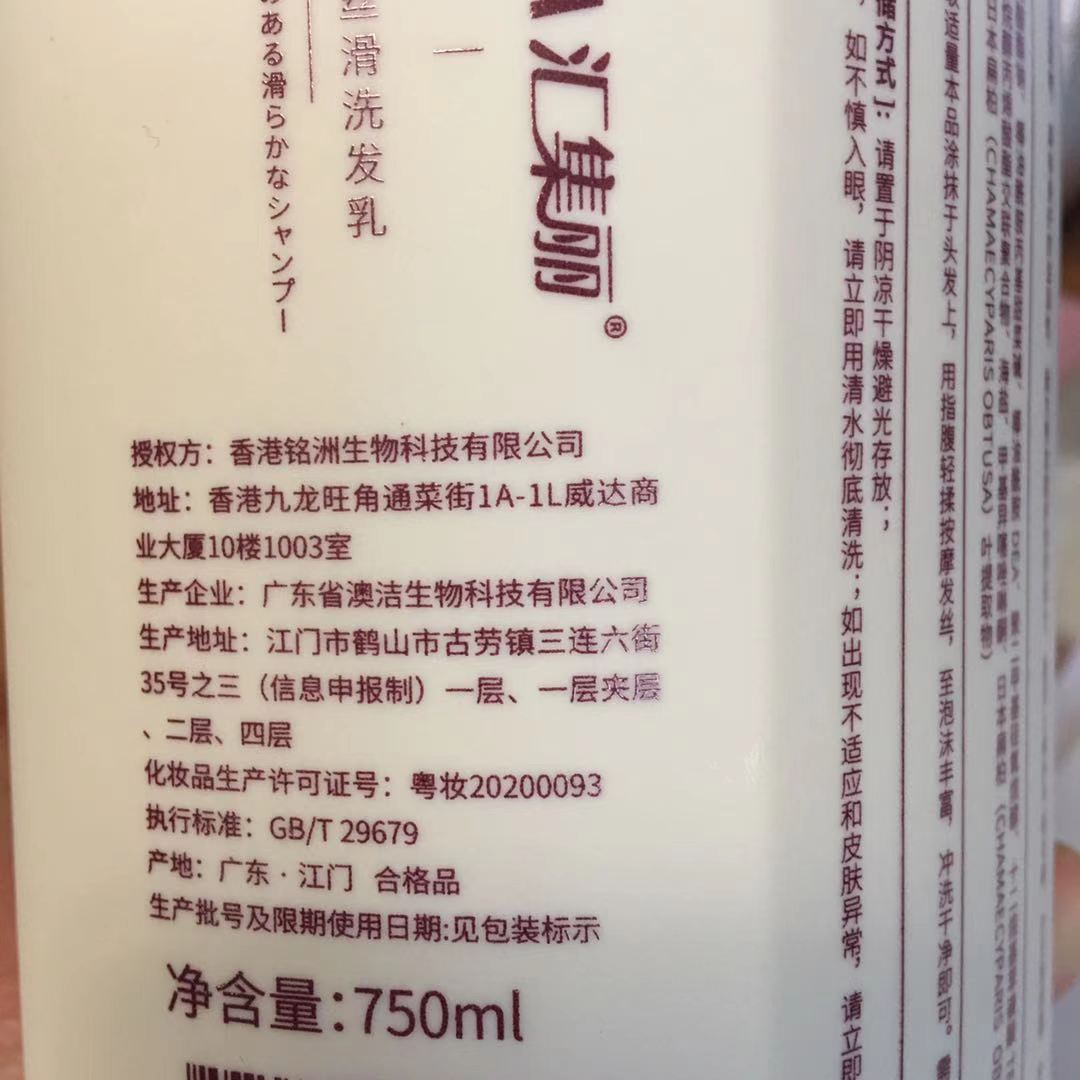 丝滑洗发乳
ある滑らかなシャンプー
汇集丽®
授权方：香港铭洲生物科技有限公司
地址：香港九龙旺角通菜街1A-1L威达商
业大厦10楼1003室
生产企业：广东省澳洁生物科技有限公司
生产地址：江门市鹤山市古劳镇三连六街
35号之三（信息申报制）一层、一层夹层
、二层、四层
化妆品生产许可证号：粤妆20200093
执行标准：GB/T 29679
产地：广东·江门 合格品
生产批号及限期使用日期:见包装标示
净含量：750ml
储方式]：请置于阴凉干燥避光存放；
，如不慎入眼，请立即用清水彻底清洗；如出现不适应和皮肤异常，请立即
取适量本品涂抹于头发上，用指腹轻揉按摩发丝，至泡沫丰富，冲洗干净即可。
日本扁柏（CHAMAECYPARIS OBTUSA）叶提取物）